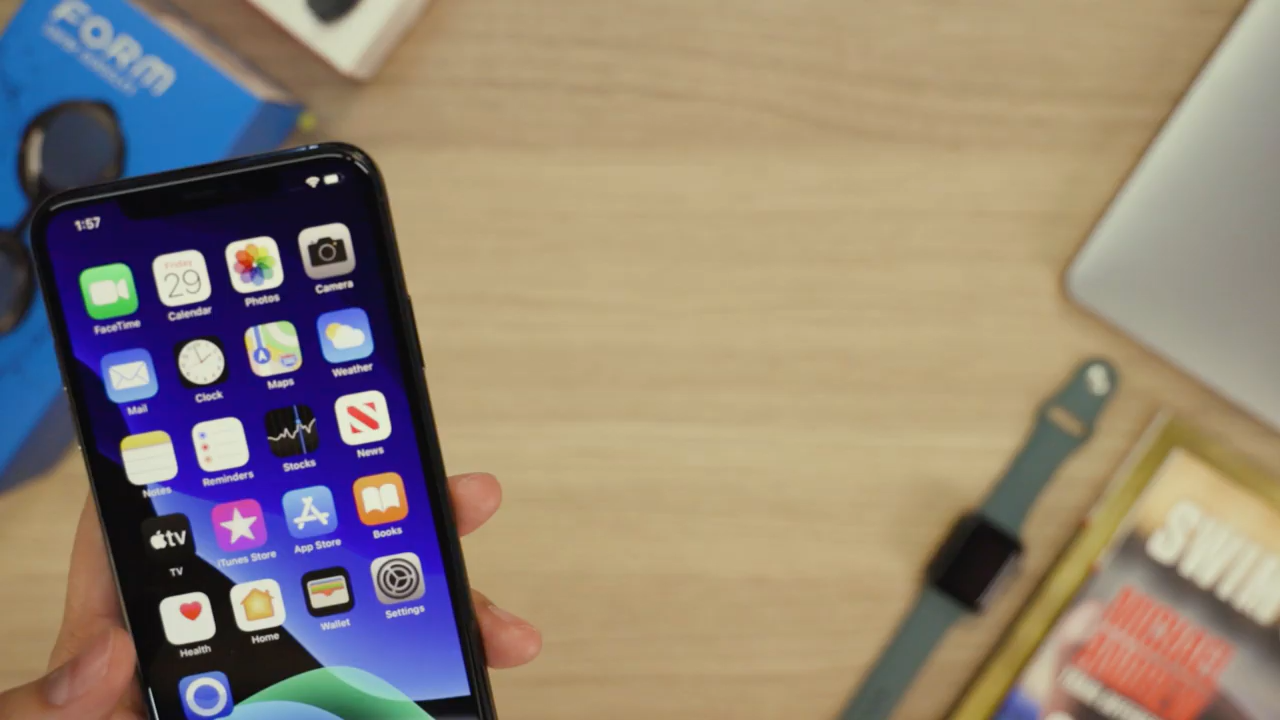 FORM
1:57
Friday
29
FaceTime
Calendar
Photos
Camera
Mail
Clock
Maps
Weather
Notes
Reminders
Stocks
News
tv
TV
iTunes Store
App Store
Books
Health
Home
Wallet
Settings
SWIM